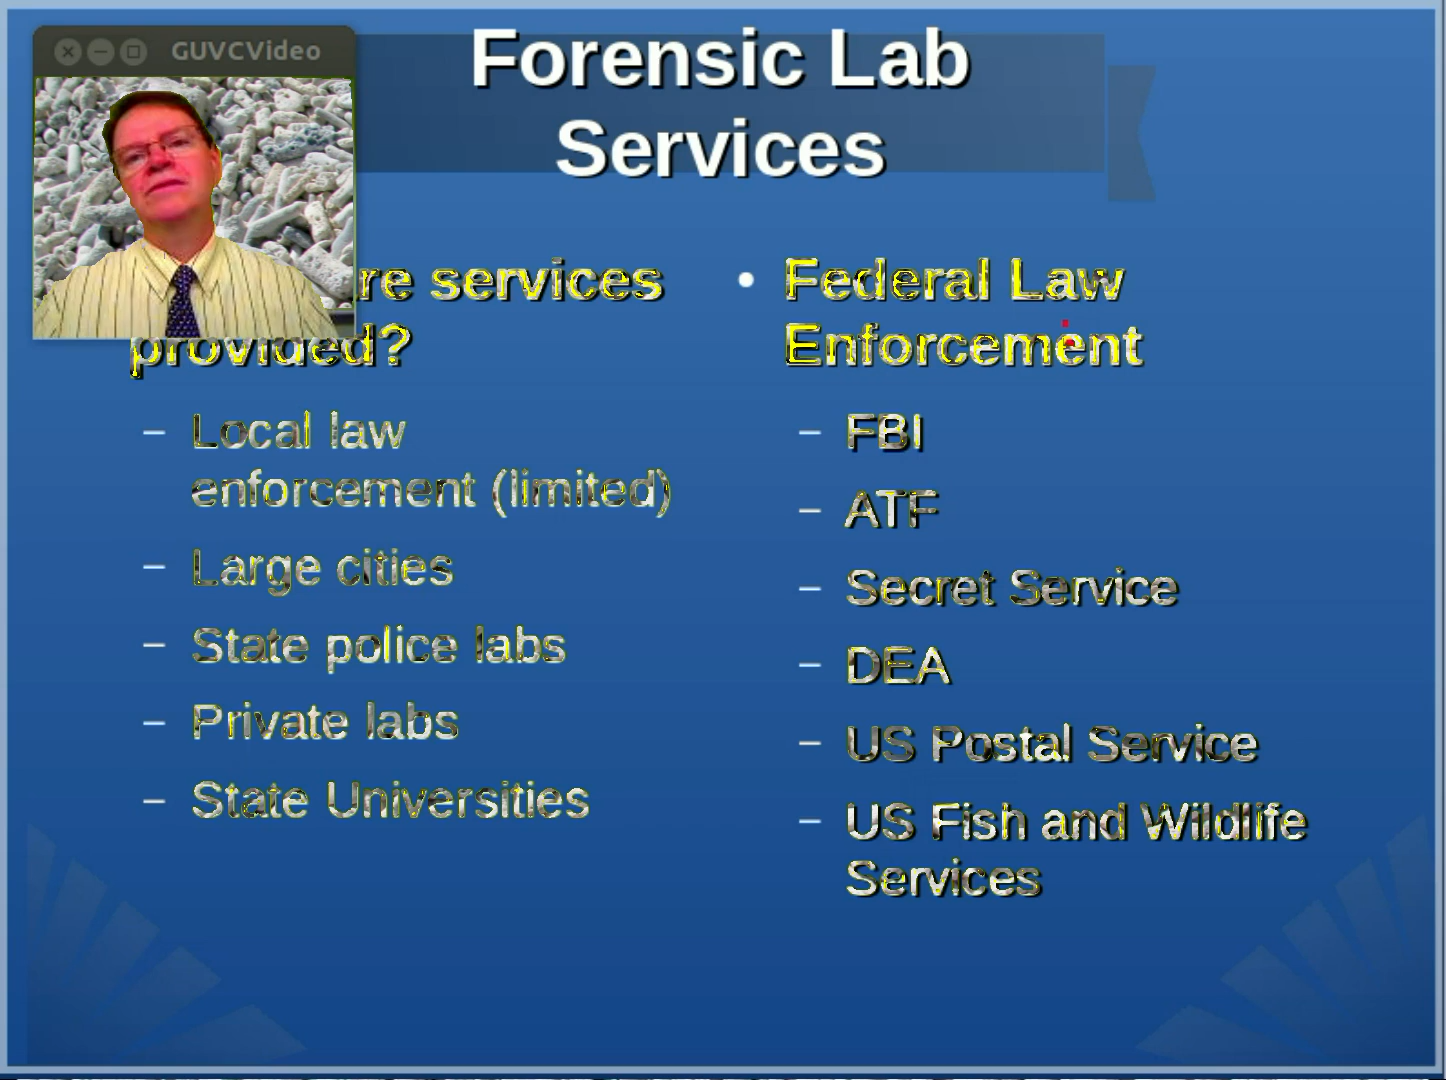 GUVCVideo
Forensic Lab
Services
re services
provided?
– Local law
enforcement (limited)
– Large cities
– State police labs
– Private labs
– State Universities
• Federal Law
Enforcement
– FBI
– ATF
– Secret Service
– DEA
– US Postal Service
– US Fish and Wildlife
Services